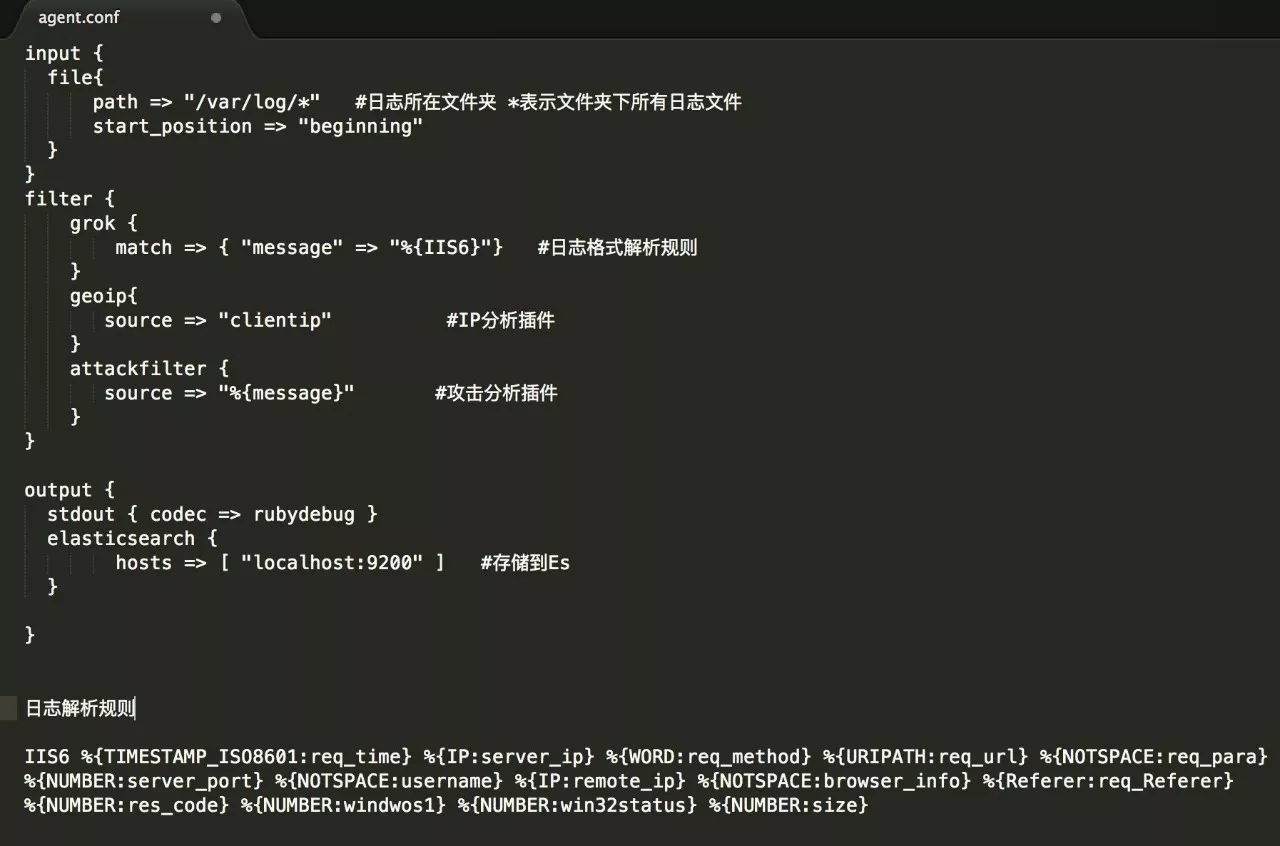 agent.conf
input {
file{
path => "/var/log/*" #日志所在文件夹 *表示文件夹下所有日志文件
start_position => "beginning"
}
}
filter {
grok {
match => { "message" => "%{IIS6}"} #日志格式解析规则
}
geoip{
source => "clientip" #IP分析插件
}
attackfilter {
source => "%{message}" #攻击分析插件
}
}
output {
stdout { codec => rubydebug }
elasticsearch {
hosts => [ "localhost:9200" ] #存储到Es
}
}
日志解析规则
IIS6 %{TIMESTAMP_ISO8601:req_time} %{IP:server_ip} %{WORD:req_method} %{URIPATH:req_url} %{NOTSPACE:req_para}
%{NUMBER:server_port} %{NOTSPACE:username} %{IP:remote_ip} %{NOTSPACE:browser_info} %{Referer:req_Referer}
%{NUMBER:res_code} %{NUMBER:windwos1} %{NUMBER:win32status} %{NUMBER:size}